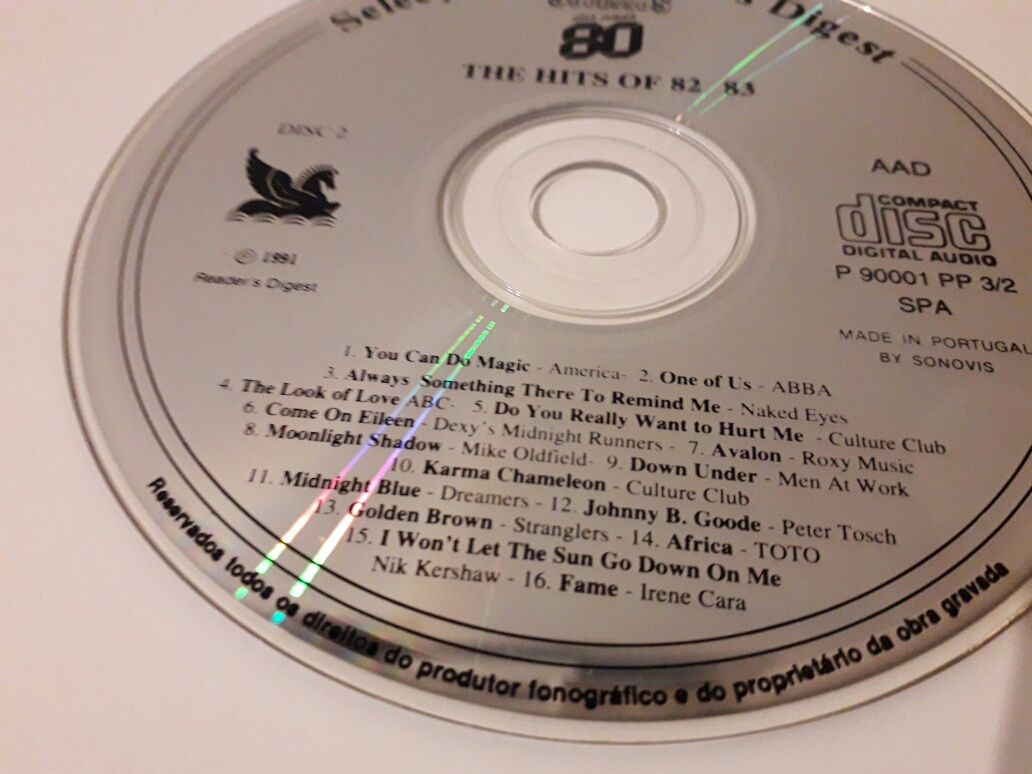 Digest
80
THE HITS OF 82 83
DISC 2
© 1991
Reader's Digest
AAD
COMPACT
disc
DIGITAL AUDIO
P 90001 PP 3/2
SPA
MADE IN PORTUGAL
BY SONOVIS
1. You Can Do Magic - America- 2. One of Us - ABBA
3. Always Something There To Remind Me - Naked Eyes
4. The Look of Love ABC- 5. Do You Really Want to Hurt Me - Culture Club
6. Come On Eileen - Dexy's Midnight Runners - 7. Avalon - Roxy Music
8. Moonlight Shadow - Mike Oldfield- 9. Down Under - Men At Work
10. Karma Chameleon - Culture Club
11. Midnight Blue - Dreamers - 12. Johnny B. Goode - Peter Tosch
13. Golden Brown - Stranglers - 14. Africa - TOTO
15. I Won't Let The Sun Go Down On Me
Nik Kershaw - 16. Fame - Irene Cara
Reservados todos os direitos do produtor fonográfico e do proprietário da obra gravada